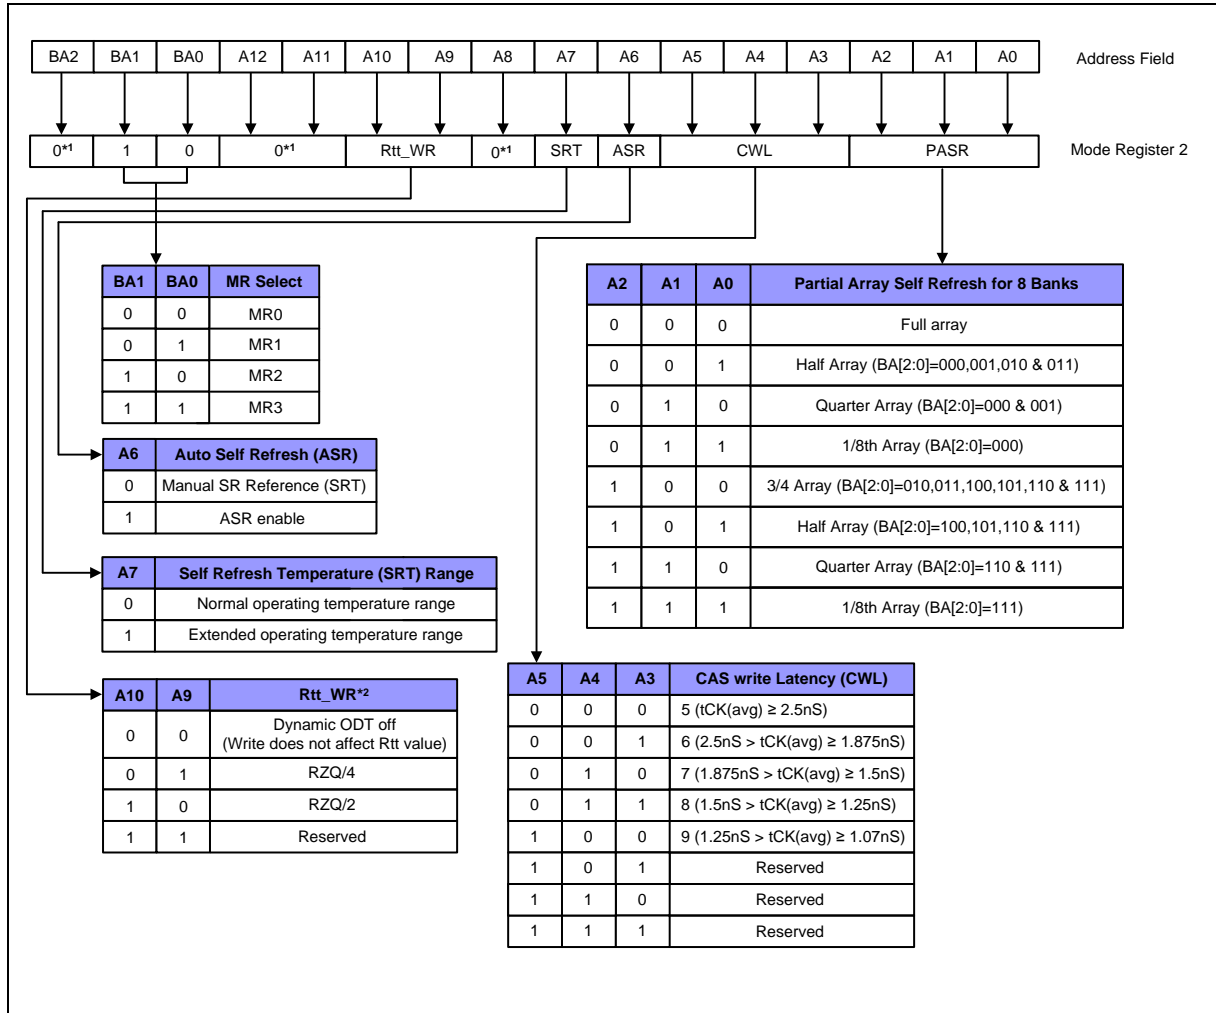 BA2 BA1 BA0 A12 A11 A10 A9 A8 A7 A6 A5 A4 A3 A2 A1 A0 Address Field
0*1 1 0 0*1 Rtt_WR 0*1 SRT ASR CWL PASR Mode Register 2
BA1 BA0 MR Select
0 0 MR0
0 1 MR1
1 0 MR2
1 1 MR3
A6 Auto Self Refresh (ASR)
0 Manual SR Reference (SRT)
1 ASR enable
A7 Self Refresh Temperature (SRT) Range
0 Normal operating temperature range
1 Extended operating temperature range
A10 A9 Rtt_WR*2
0 0 Dynamic ODT off
(Write does not affect Rtt value)
0 1 RZQ/4
1 0 RZQ/2
1 1 Reserved
A2 A1 A0 Partial Array Self Refresh for 8 Banks
0 0 0 Full array
0 0 1 Half Array (BA[2:0]=000,001,010 & 011)
0 1 0 Quarter Array (BA[2:0]=000 & 001)
0 1 1 1/8th Array (BA[2:0]=000)
1 0 0 3/4 Array (BA[2:0]=010,011,100,101,110 & 111)
1 0 1 Half Array (BA[2:0]=100,101,110 & 111)
1 1 0 Quarter Array (BA[2:0]=110 & 111)
1 1 1 1/8th Array (BA[2:0]=111)
A5 A4 A3 CAS write Latency (CWL)
0 0 0 5 (tCK(avg) ≥ 2.5nS)
0 0 1 6 (2.5nS > tCK(avg) ≥ 1.875nS)
0 1 0 7 (1.875nS > tCK(avg) ≥ 1.5nS)
0 1 1 8 (1.5nS > tCK(avg) ≥ 1.25nS)
1 0 0 9 (1.25nS > tCK(avg) ≥ 1.07nS)
1 0 1 Reserved
1 1 0 Reserved
1 1 1 Reserved